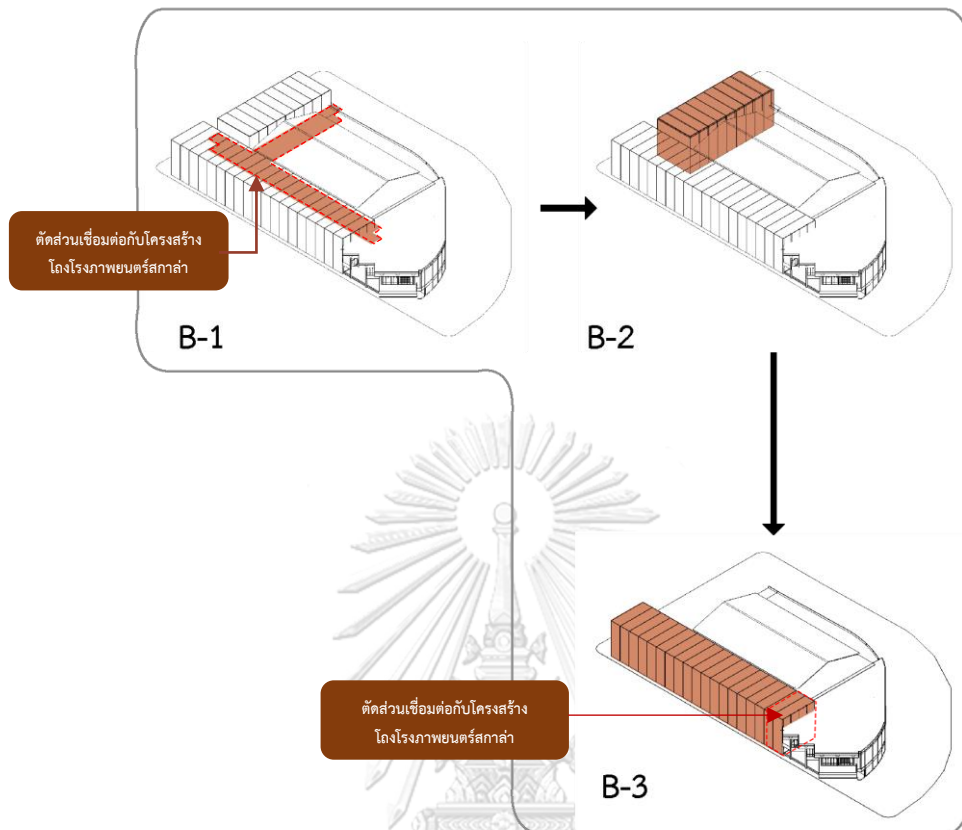 ตัดส่วนเชื่อมต่อกับโครงสร้าง
โถงโรงภาพยนตร์สกาล่า
B-1
B-2
ตัดส่วนเชื่อมต่อกับโครงสร้าง
โถงโรงภาพยนตร์สกาล่า
B-3